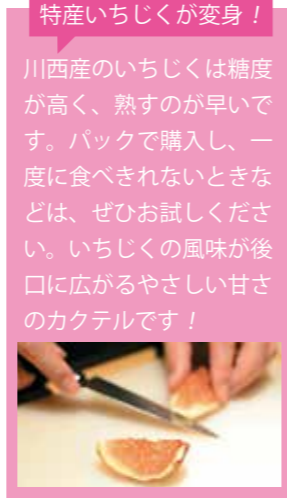 特産いちじくが変身！
川西産のいちじくは糖度
が高く、熟すのが早いで
す。パックで購入し、一
度に食べきれないときな
どは、ぜひお試しくださ
い。いちじくの風味が後
口に広がるやさしい甘さ
のカクテルです！